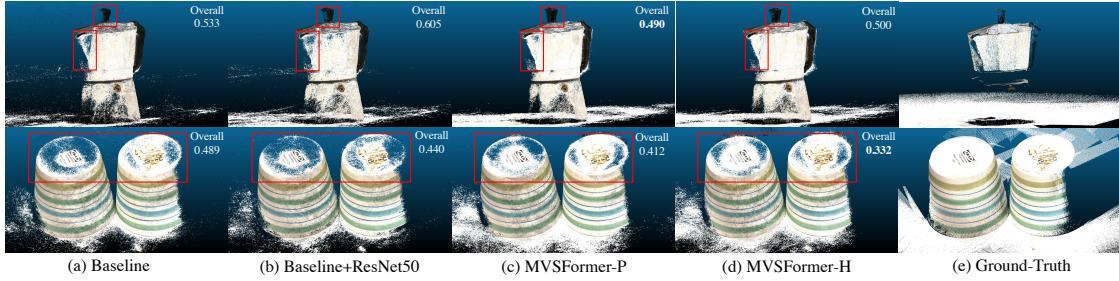 Overall
0.533
Overall
0.605
Overall
0.490
Overall
0.500
Overall
0.489
Overall
0.440
Overall
0.412
Overall
0.332
(a) Baseline
(b) Baseline+ResNet50
(c) MVSFormer-P
(d) MVSFormer-H
(e) Ground-Truth